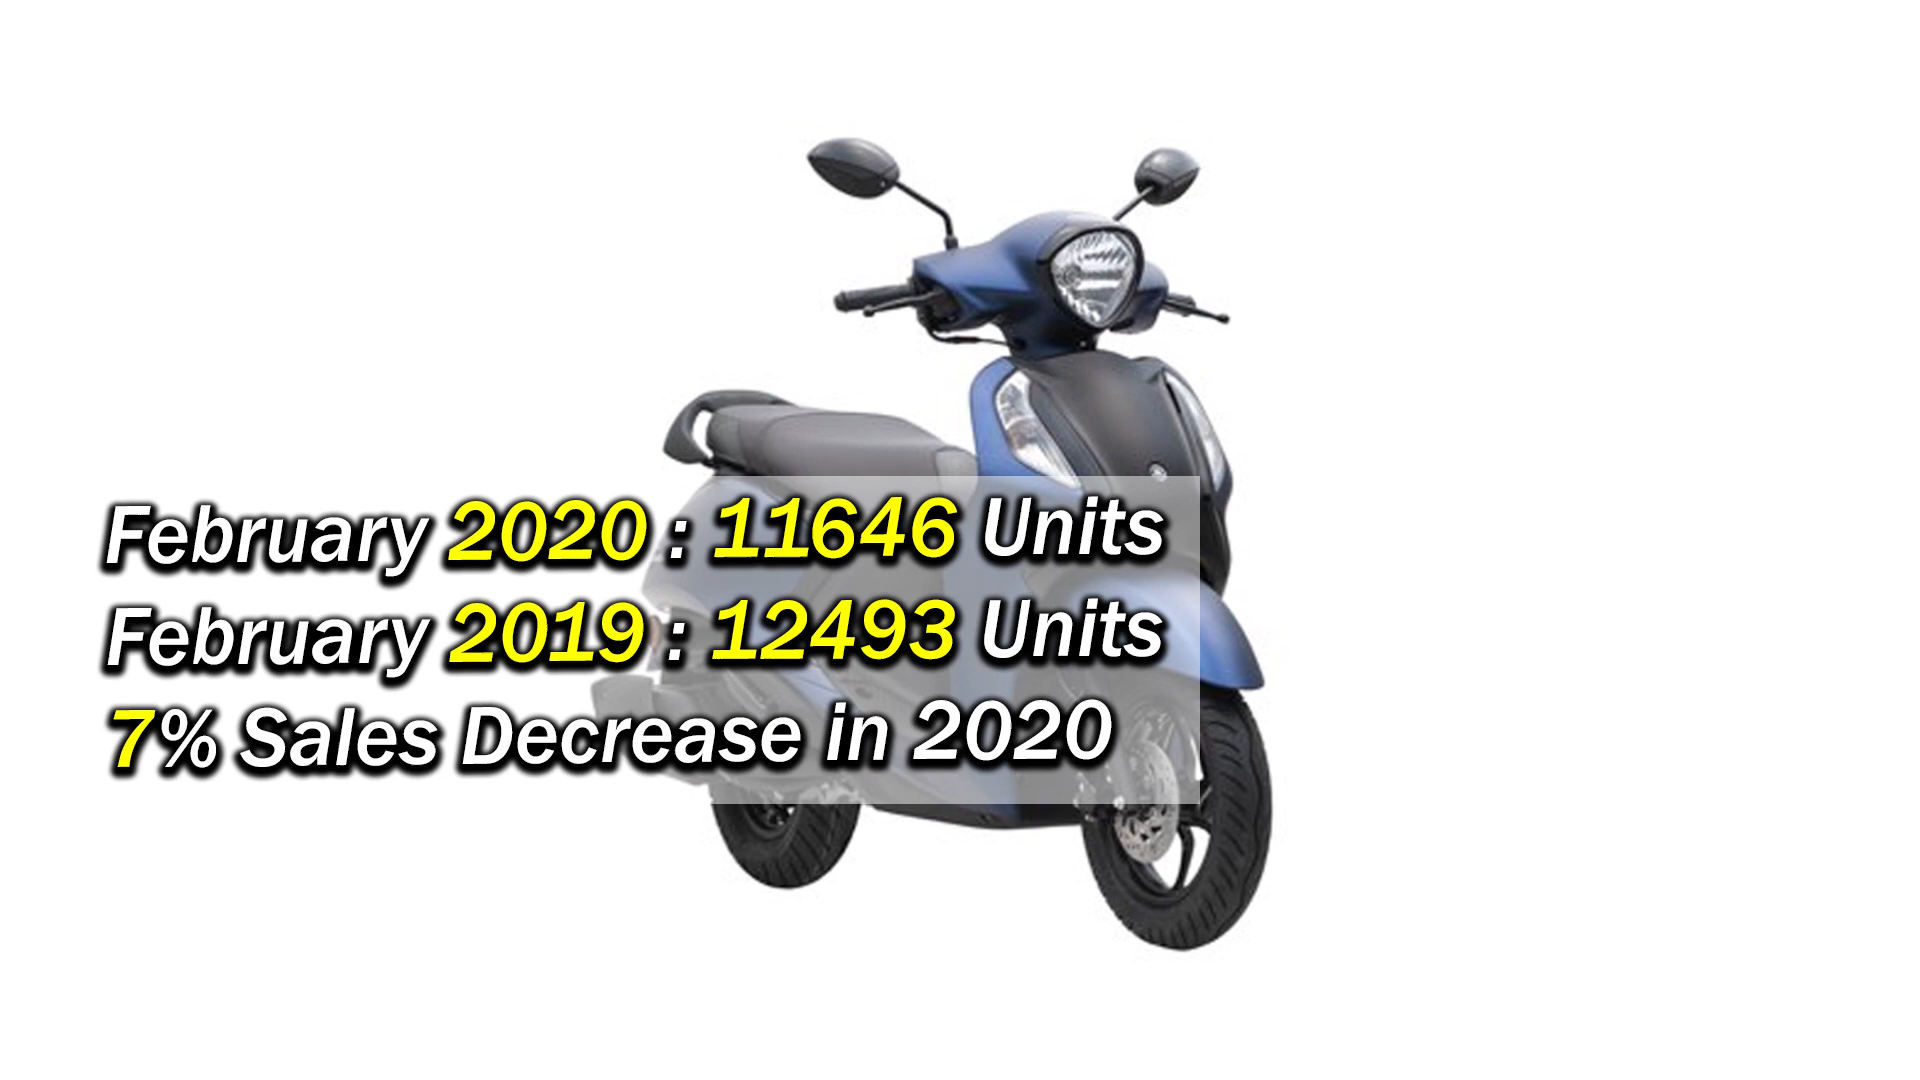 February 2020 : 11646 Units
February 2019 : 12493 Units
7% Sales Decrease in 2020